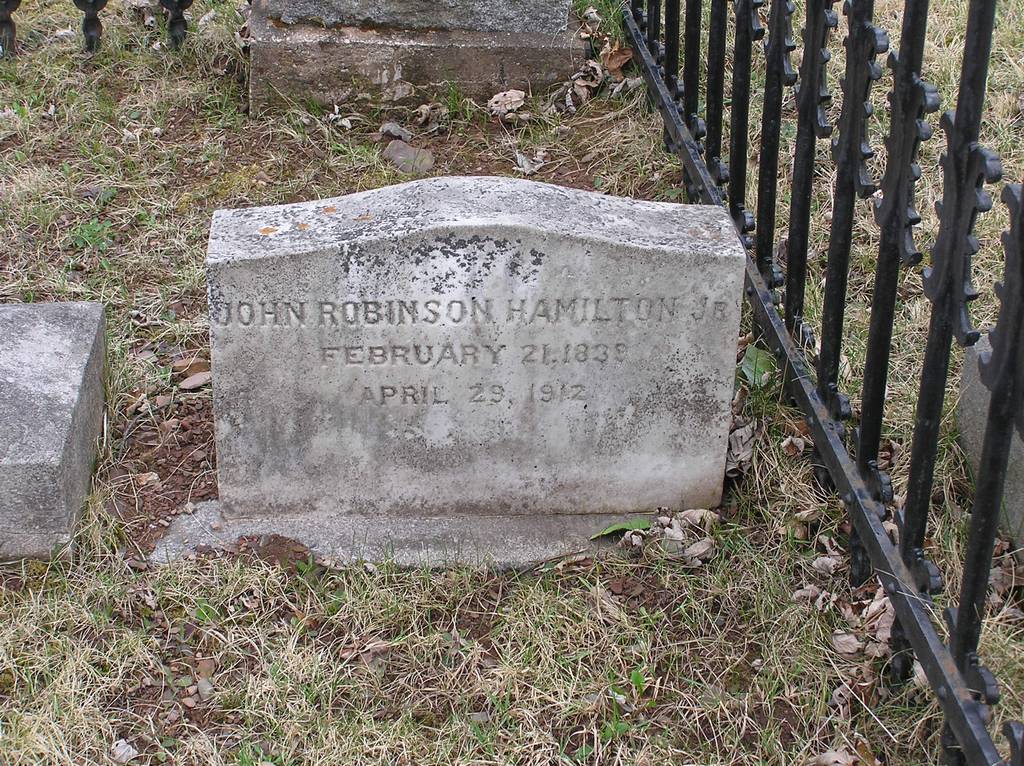 JOHN ROBINSON HAMILTON JR
FEBRUARY 21, 1839
APRIL 29, 1912